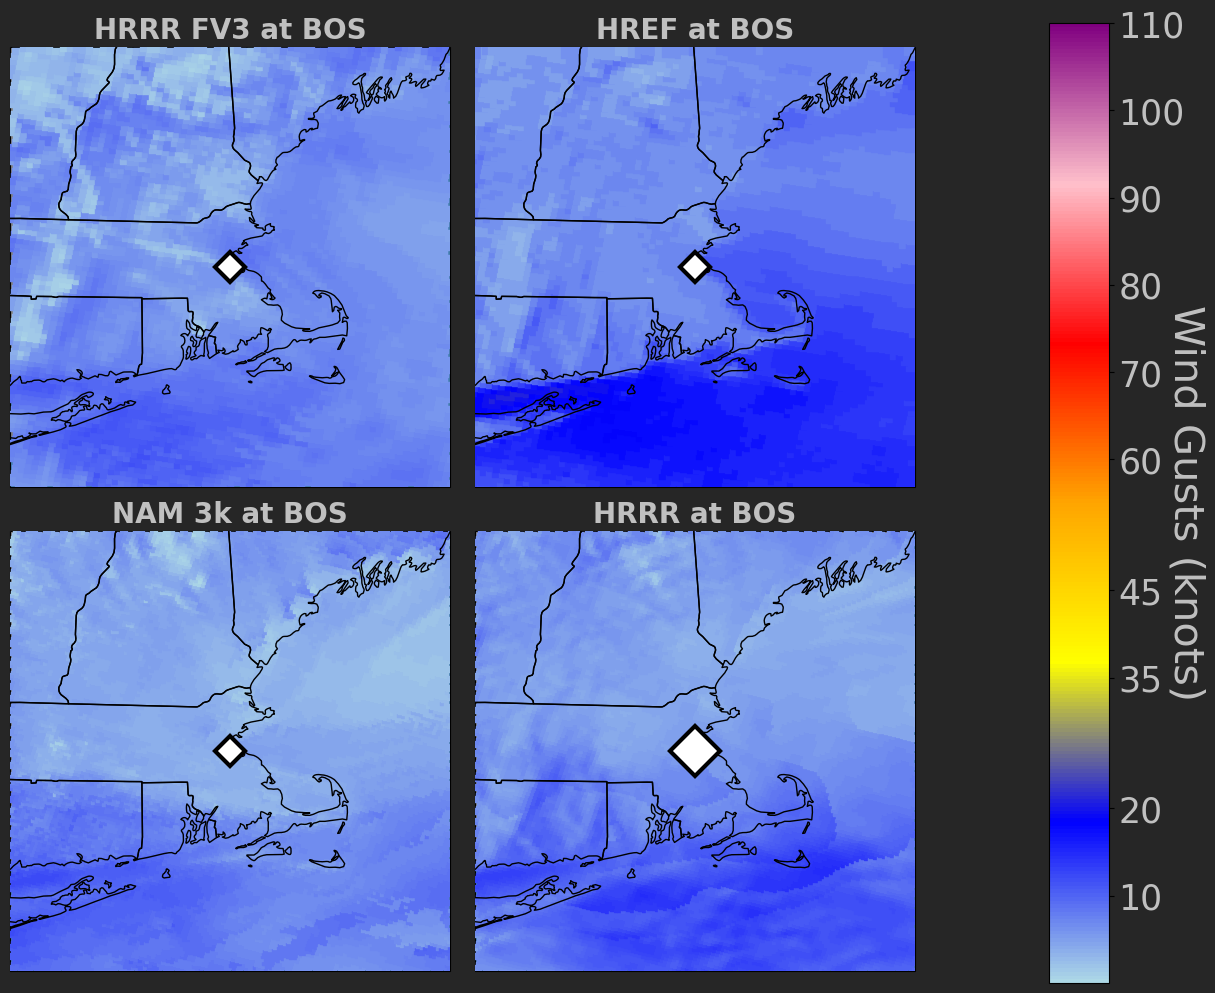 HRRR FV3 at BOS
HREF at BOS
NAM 3k at BOS
HRRR at BOS
110
100
90
80
70
60
45
35
20
10
Wind Gusts (knots)